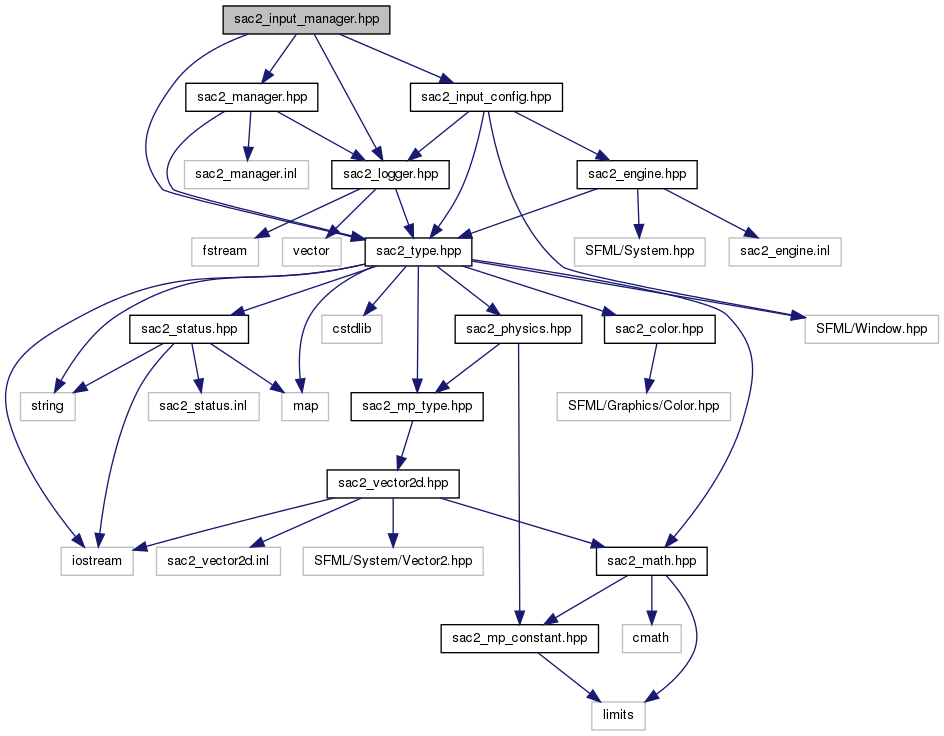 sac2_input_manager.hpp
sac2_manager.hpp
sac2_input_config.hpp
sac2_manager.inl
sac2_logger.hpp
sac2_engine.hpp
fstream
vector
sac2_type.hpp
SFML/System.hpp
sac2_engine.inl
sac2_status.hpp
cstdlib
sac2_physics.hpp
sac2_color.hpp
SFML/Window.hpp
string
sac2_status.inl
map
sac2_mp_type.hpp
SFML/Graphics/Color.hpp
sac2_vector2d.hpp
iostream
sac2_vector2d.inl
SFML/System/Vector2.hpp
sac2_math.hpp
sac2_mp_constant.hpp
cmath
limits